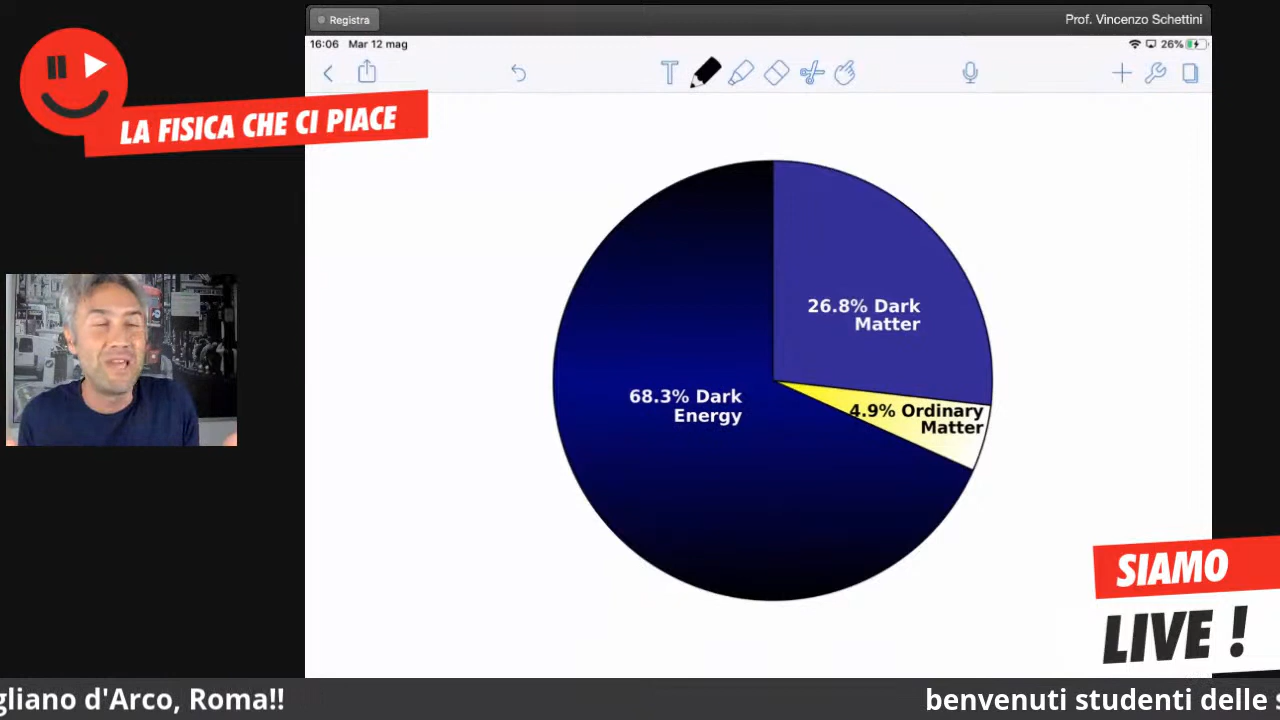 Registra
Prof. Vincenzo Schettini
16:06 Mar 12 mag
26%
T
LA FISICA CHE CI PIACE
26.8% Dark
Matter
68.3% Dark
Energy
4.9% Ordinary
Matter
SIAMO
LIVE !
gliano d'Arco, Roma!! benvenuti studenti delle s